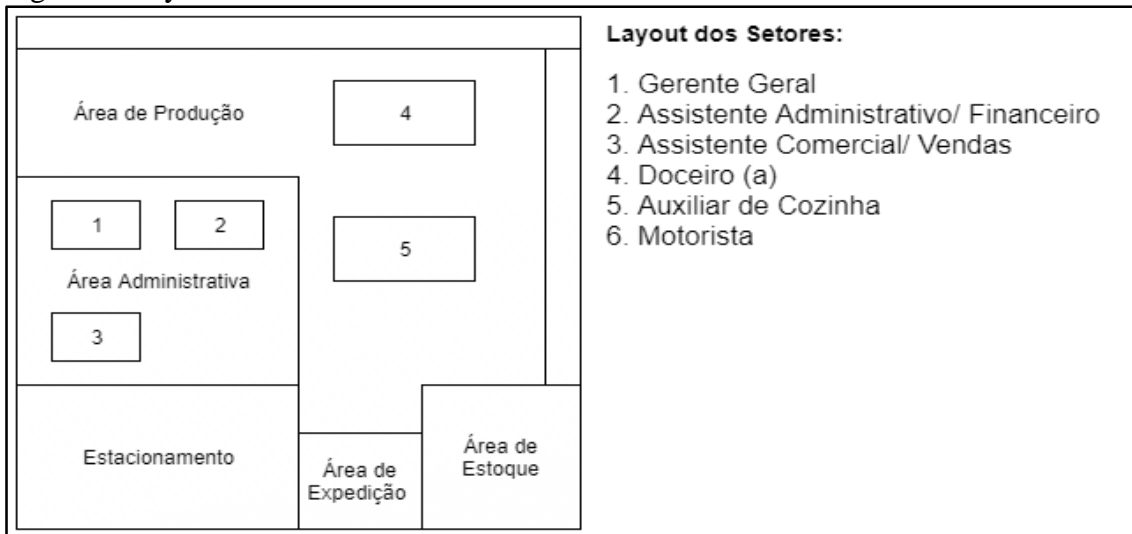 Layout dos Setores:
1. Gerente Geral
2. Assistente Administrativo/ Financeiro
3. Assistente Comercial/ Vendas
4. Doceiro (a)
5. Auxiliar de Cozinha
6. Motorista
Área de Produção
4
1
2
5
Área Administrativa
3
Estacionamento
Área de
Expedição
Área de
Estoque